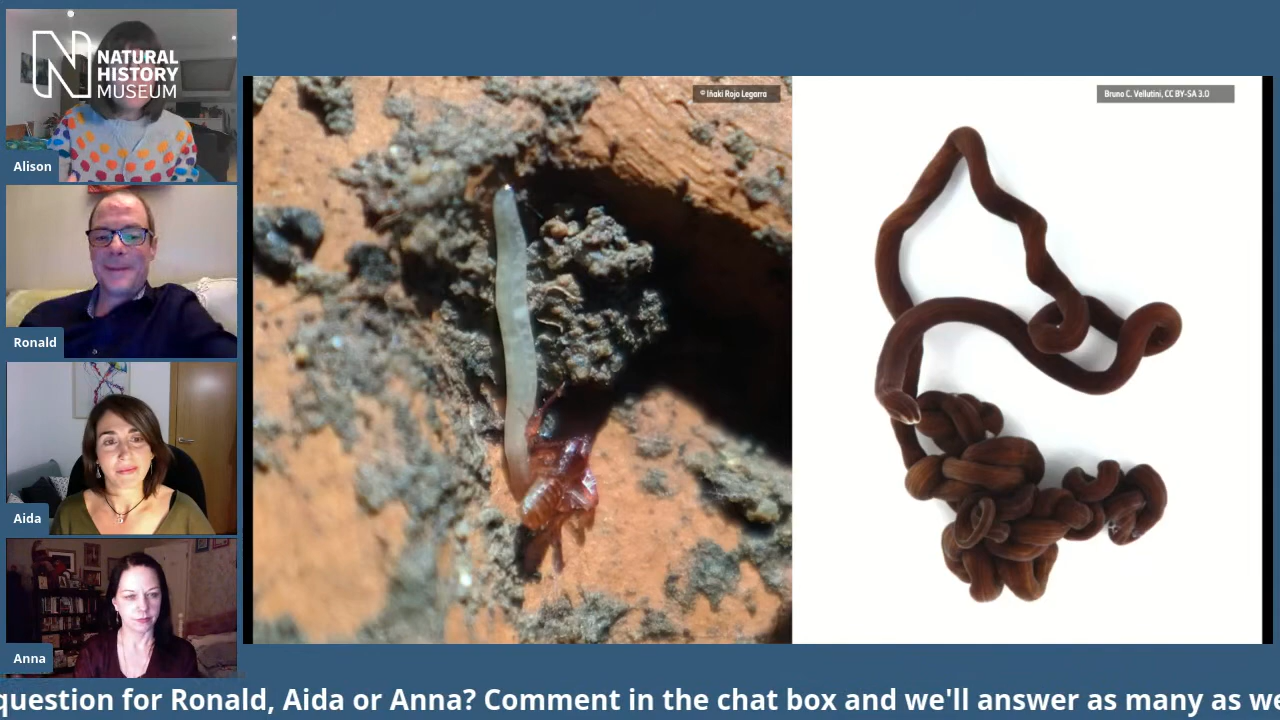 NATURAL
HISTORY
MUSEUM
Alison
Ronald
Aida
Anna
© Iñaki Rojo Legarra
Bruno C. Vellutini, CC BY-SA 3.0
question for Ronald, Aida or Anna? Comment in the chat box and we'll answer as many as we